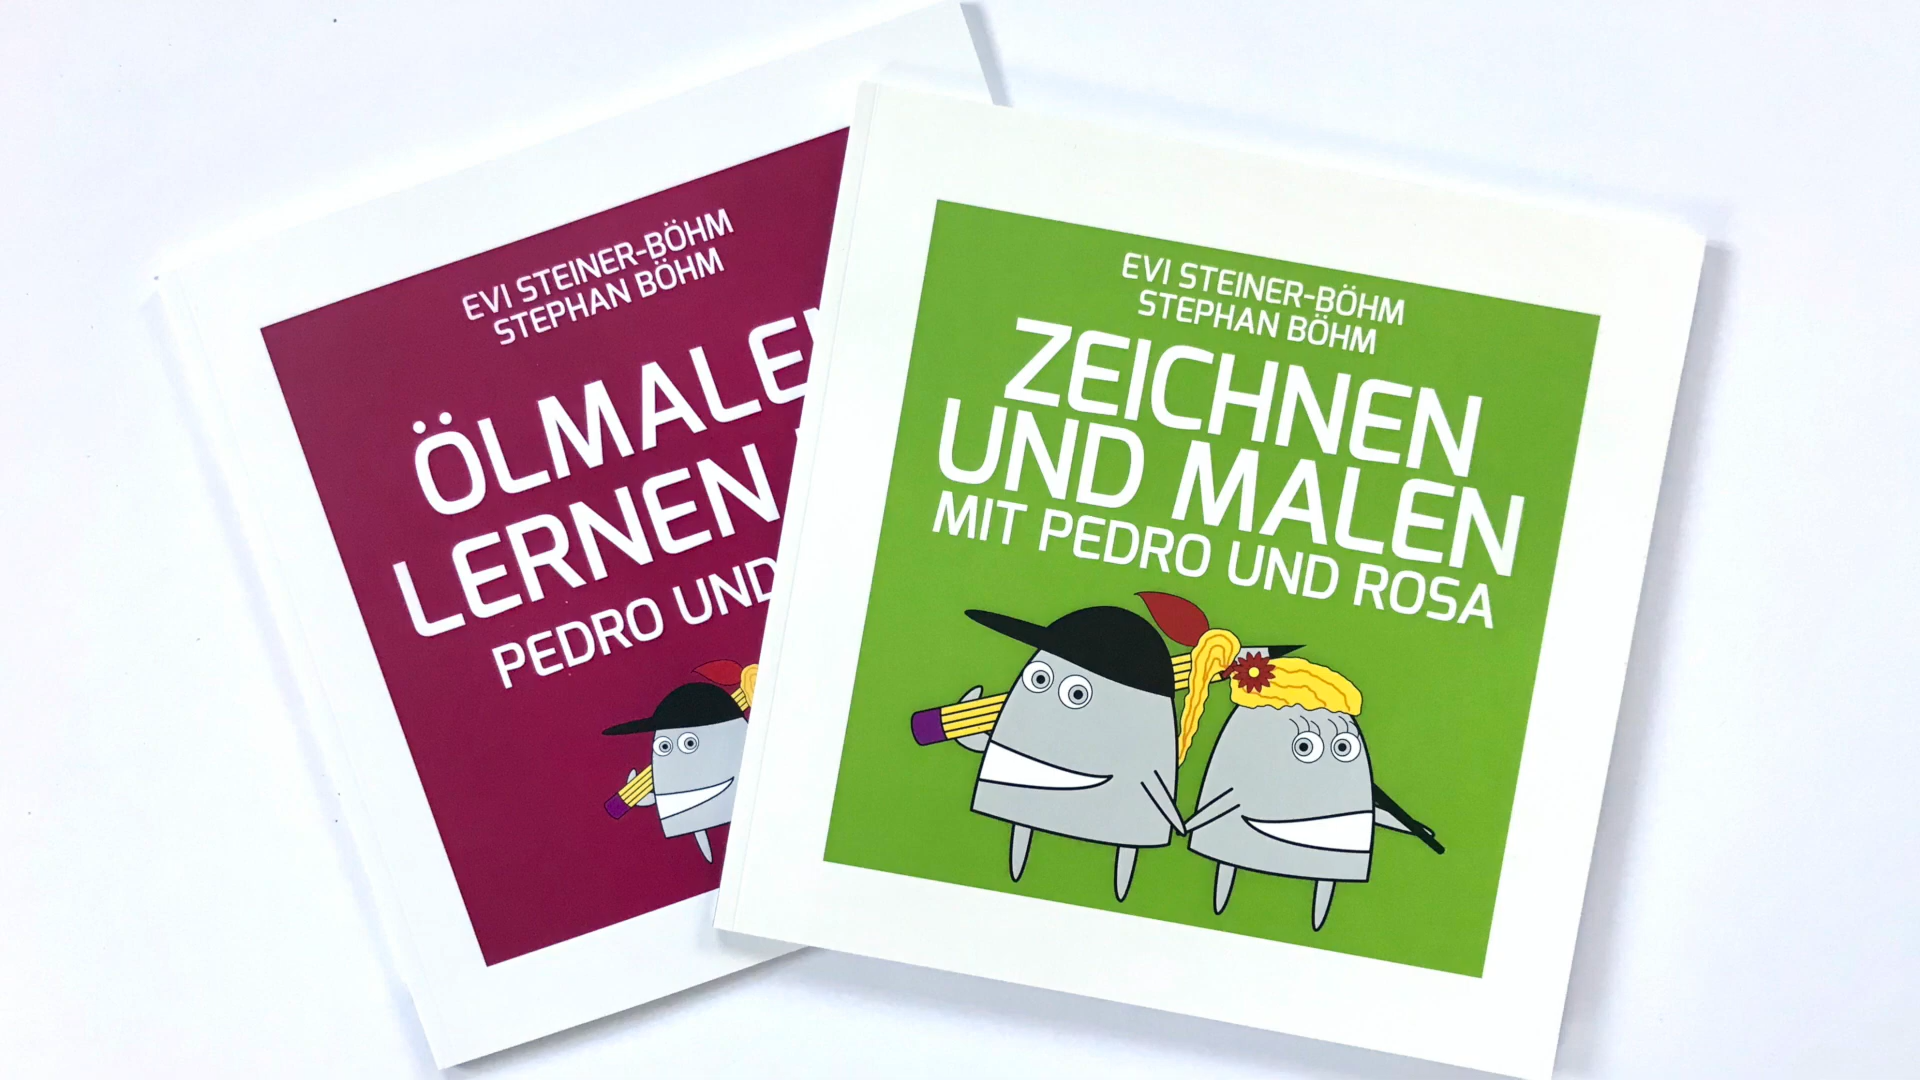 EVI STEINER-BÖHM
STEPHAN BÖHM
ÖLMALEN
LERNEN
PEDRO UND
EVI STEINER-BÖHM
STEPHAN BÖHM
ZEICHNEN
UND MALEN
MIT PEDRO UND ROSA